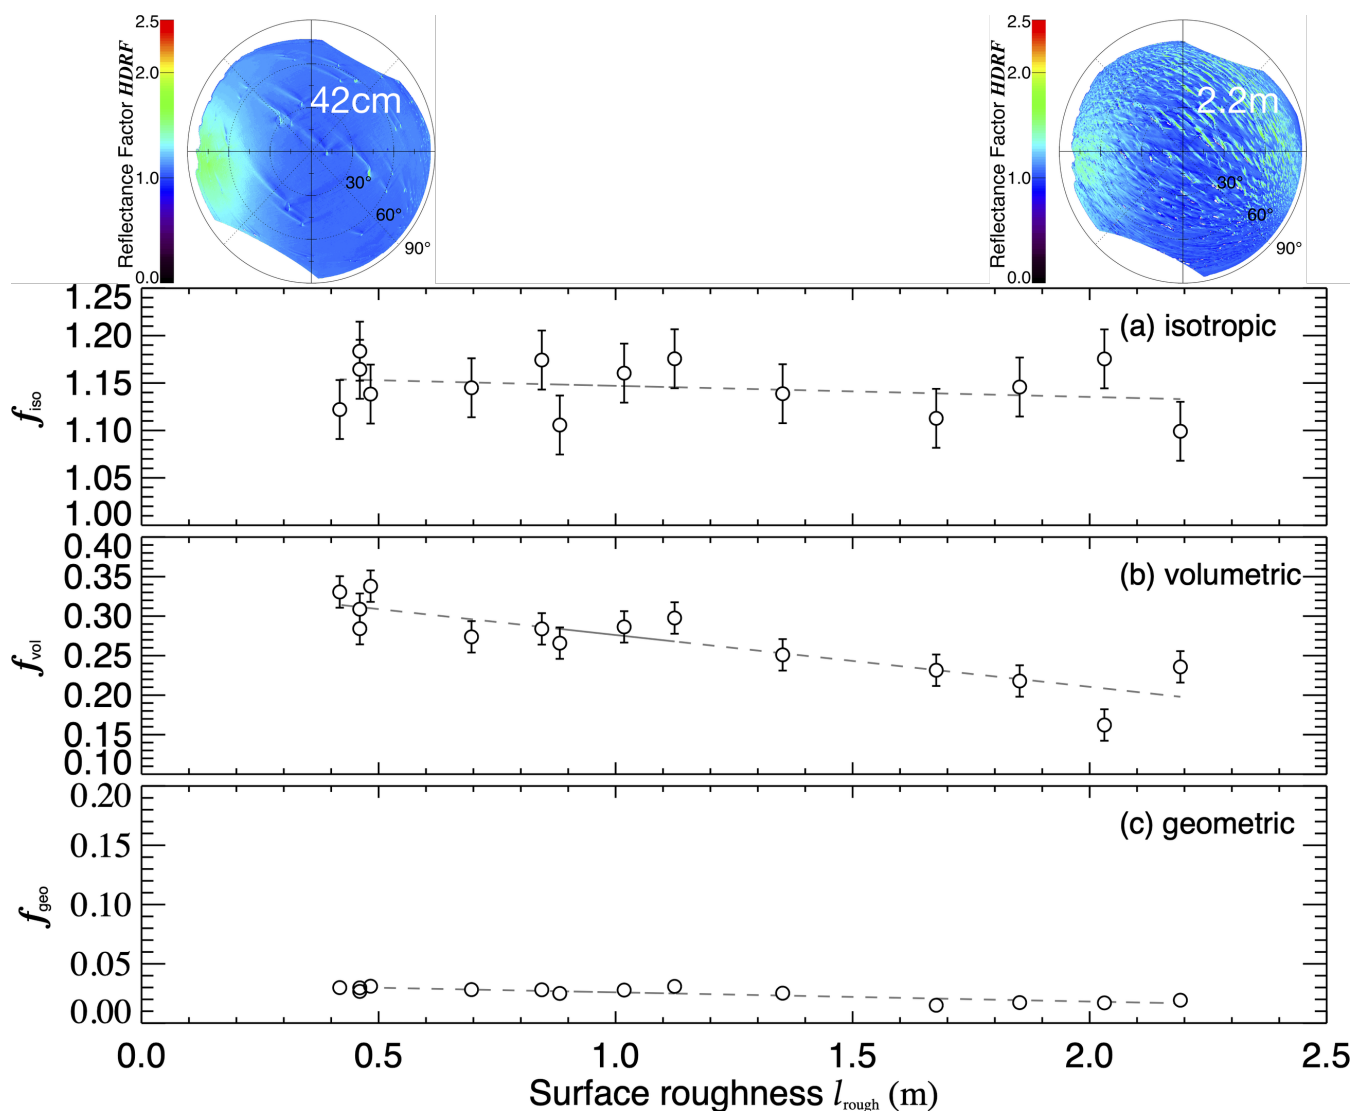 2.5
2.0
1.0
0.0
Reflectance Factor HDRF
42cm
30°
60°
90°
2.5
2.0
1.0
0.0
Reflectance Factor HDRF
2.2m
30°
60°
90°
(a) isotropic
1.25
1.20
1.15
1.10
1.05
1.00
f iso
(b) volumetric
0.40
0.35
0.30
0.25
0.20
0.15
0.10
f vol
(c) geometric
0.20
0.15
0.10
0.05
0.00
f geo
0.0 0.5 1.0 1.5 2.0 2.5
Surface roughness l rough (m)